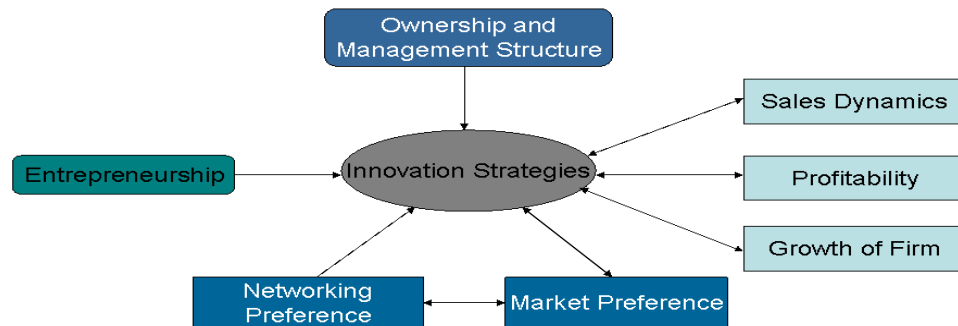 Ownership and
Management Structure
Sales Dynamics
Entrepreneurship
Innovation Strategies
Profitability
Growth of Firm
Networking
Preference
Market Preference